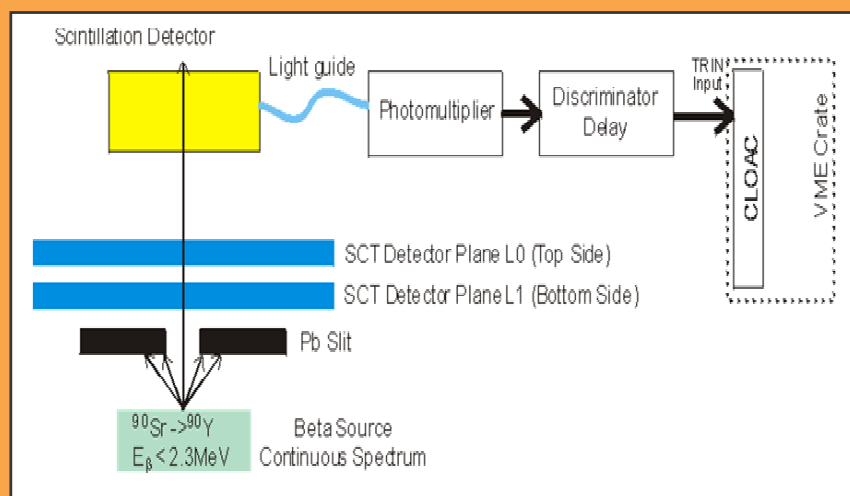 Scintillation Detector
Light guide
Photomultiplier
Discriminator
Delay
TRIN
Input
CLOAC
VME Crate
SCT Detector Plane L0 (Top Side)
SCT Detector Plane L1 (Bottom Side)
Pb Slit
⁹⁰Sr->⁹⁰Y
Eβ<2.3MeV
Beta Source
Continuous Spectrum